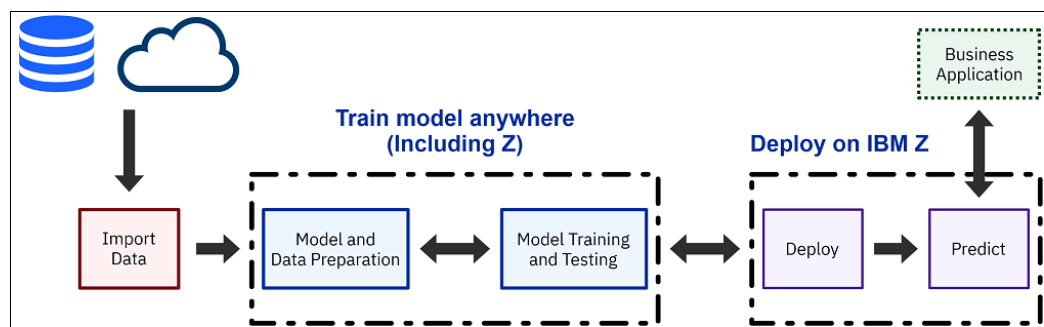 Business
Application
Train model anywhere
(Including Z)
Deploy on IBM Z
Import
Data
Model and
Data Preparation
Model Training
and Testing
Deploy
Predict